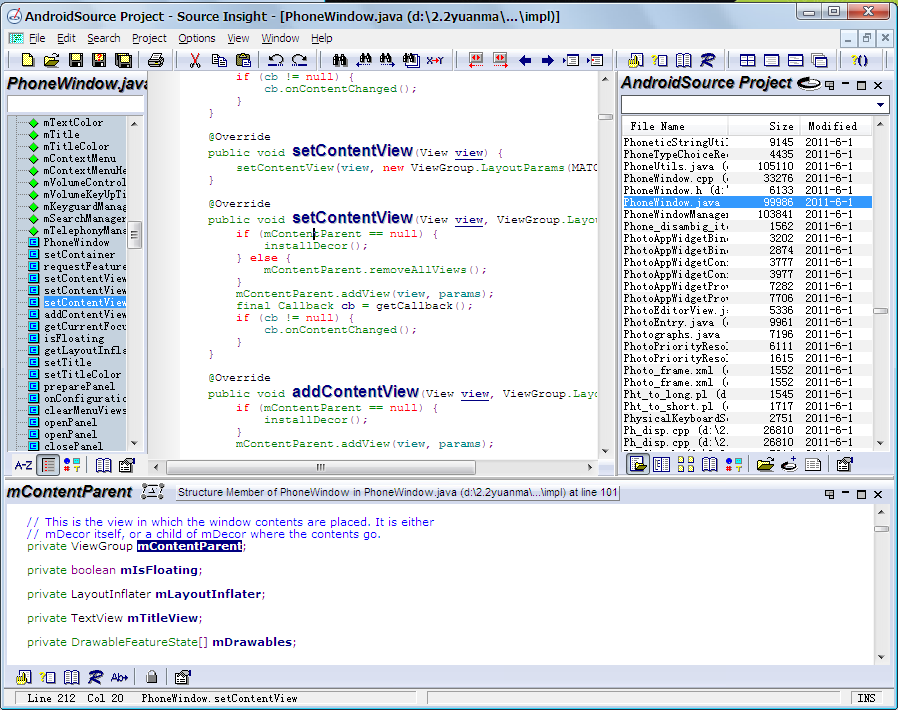 AndroidSource Project - Source Insight - [PhoneWindow.java (d:\2.2yuanma\...\impl)]
File Edit Search Project Options View Window Help
PhoneWindow.java
mTextColor
mTitle
mTitleColor
mContextMenu
mContextMenuHe
mVolumeControl
mVolumeKeyUpTi
mKeyguardManag
mSearchManager
mTelephonyMana
PhoneWindow
setContainer
requestFeature
setContentView
setContentView
setContentView
addContentView
getCurrentFocu
isFloating
getLayoutInfla
setTitle
setTitleColor
preparePanel
onConfiguratio
clearMenuViews
openPanel
openPanel
closePanel
A-Z
if (cb != null) {
cb.onContentChanged();
}
}
@Override
public void setContentView(View view) {
setContentView(view, new ViewGroup.LayoutParams(MATC
}
@Override
public void setContentView(View view, ViewGroup.Layou
if (mContentParent == null) {
installDecor();
} else {
mContentParent.removeAllViews();
}
mContentParent.addView(view, params);
final Callback cb = getCallback();
if (cb != null) {
cb.onContentChanged();
}
}
@Override
public void addContentView(View view, ViewGroup.Layou
if (mContentParent == null) {
installDecor();
}
mContentParent.addView(view, params);
AndroidSource Project
File Name Size Modified
PhoneticStringUtil 9145 2011-6-1
PhoneTypeChoiceRe 4435 2011-6-1
PhoneUtils.java ( 105110 2011-6-1
PhoneWindow.cpp ( 33276 2011-6-1
PhoneWindow.h (d:' 6133 2011-6-1
PhoneWindow.java 99986 2011-6-1
PhoneWindowManager 103841 2011-6-1
Phone_disambig_ite 1562 2011-6-1
PhotoAppWidgetBin 3202 2011-6-1
PhotoAppWidgetBin 2874 2011-6-1
PhotoAppWidgetCon 3777 2011-6-1
PhotoAppWidgetCon 3977 2011-6-1
PhotoAppWidgetPro 7282 2011-6-1
PhotoAppWidgetPro 7706 2011-6-1
PhotoEditorView.j 5336 2011-6-1
PhotoEntry.java ( 9961 2011-6-1
Photographs.java 7196 2011-6-1
PhotoPriorityReso 6111 2011-6-1
PhotoPriorityReso 1615 2011-6-1
Photo_frame.xml ( 1552 2011-6-1
Photo_frame.xml ( 1552 2011-6-1
Pht_to_long.pl (d 1545 2011-6-1
Pht_to_short.pl ( 1717 2011-6-1
PhysicalKeyboardS 2751 2011-6-1
Ph_disp.cpp (d:\2. 26810 2011-6-1
Ph_disp.cpp (d:\2. 26810 2011-6-1
mContentParent Structure Member of PhoneWindow in PhoneWindow.java (d:\2.2yuanma\...\impl) at line 101
// This is the view in which the window contents are placed. It is either
// mDecor itself, or a child of mDecor where the contents go.
private ViewGroup mContentParent;
private boolean mIsFloating;
private LayoutInflater mLayoutInflater;
private TextView mTitleView;
private DrawableFeatureState[] mDrawables;
Line 212 Col 20 PhoneWindow.setContentView INS